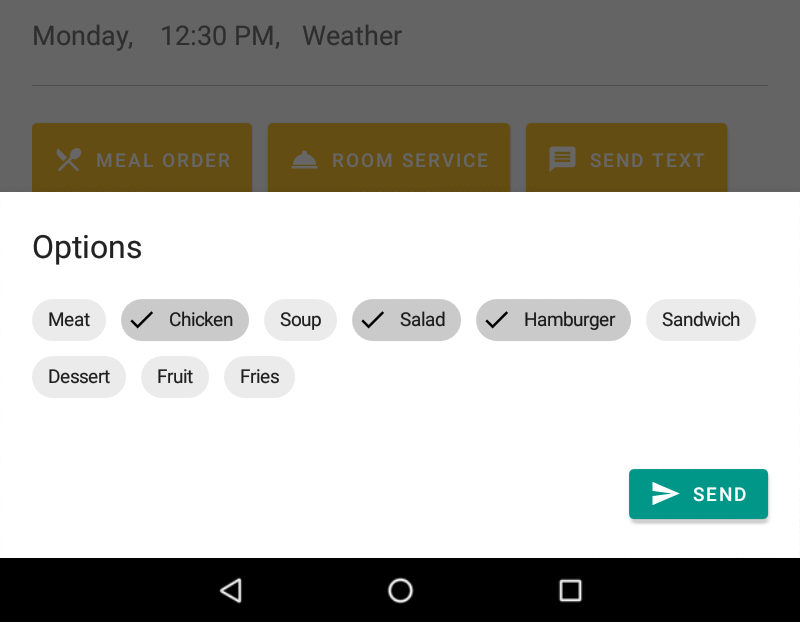 Monday, 12:30 PM, Weather
MEAL ORDER ROOM SERVICE SEND TEXT
Options
Meat Chicken Soup Salad Hamburger Sandwich
Dessert Fruit Fries
SEND